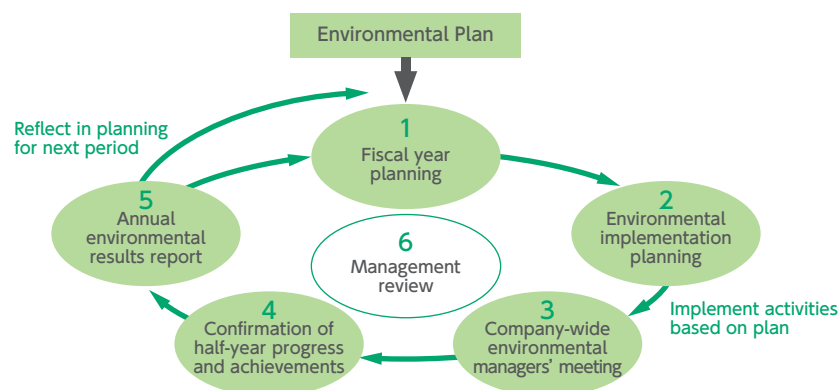 Environmental Plan
Reflect in planning
for next period
1
Fiscal year
planning
2
Environmental
implementation
planning
Implement activities
based on plan
3
Company-wide
environmental
managers’ meeting
4
Confirmation of
half-year progress
and achievements
5
Annual
environmental
results report
6
Management
review